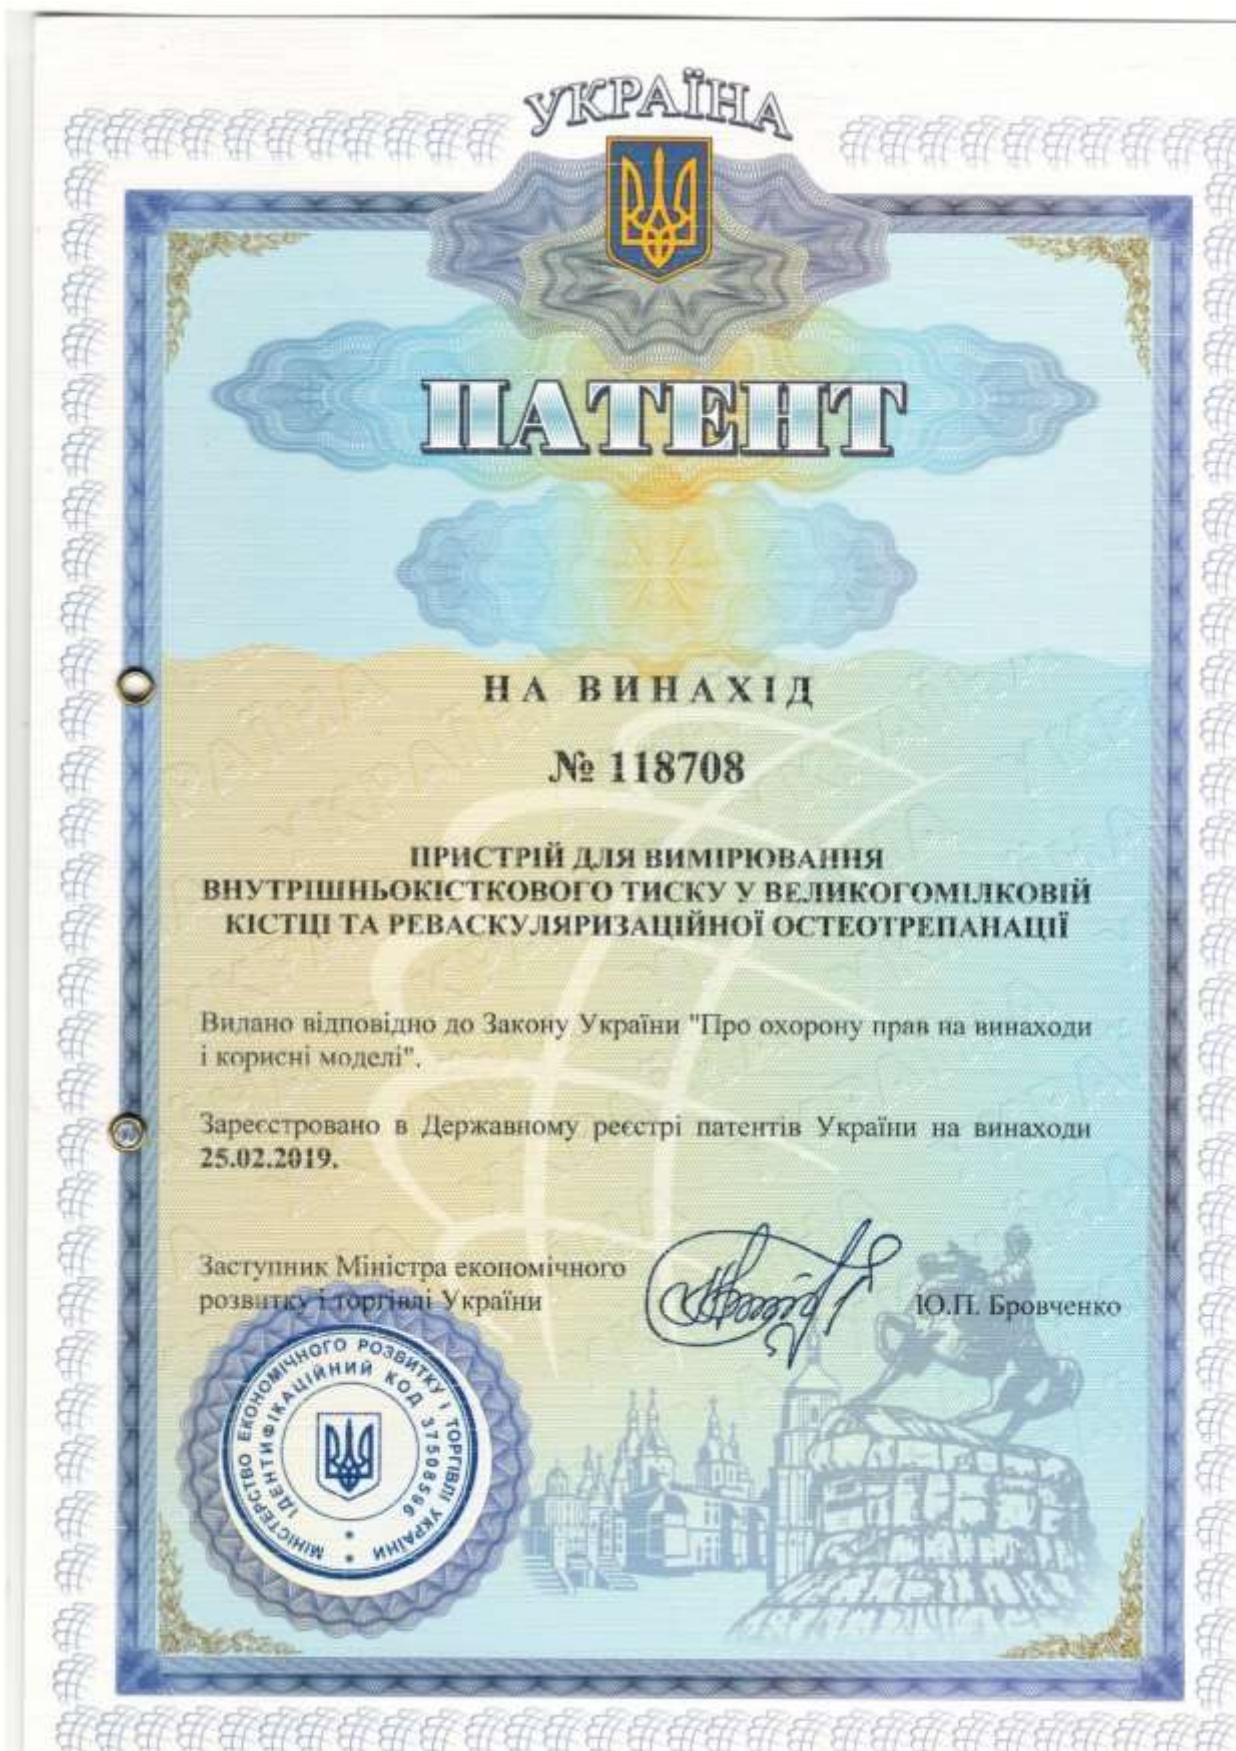 УКРАЇНА
ПАТЕНТ
НА ВИНАХІД
№ 118708
ПРИСТРІЙ ДЛЯ ВИМІРЮВАННЯ
ВНУТРІШНЬОКІСТКОВОГО ТИСКУ У ВЕЛИКОГОМІЛКОВІЙ
КІСТЦІ ТА РЕВАСКУЛЯРИЗАЦІЙНОЇ ОСТЕОТРЕПАНАЦІЇ
Видано відповідно до Закону України "Про охорону прав на винаходи
і корисні моделі".
Зареєстровано в Державному реєстрі патентів України на винаходи
25.02.2019.
Заступник Міністра економічного
розвитку і торгівлі України
Ю.П. Бровченко
МІНІСТЕРСТВО ЕКОНОМІЧНОГО РОЗВИТКУ І ТОРГІВЛІ УКРАЇНИ
ІДЕНТИФІКАЦІЙНИЙ КОД 37508596